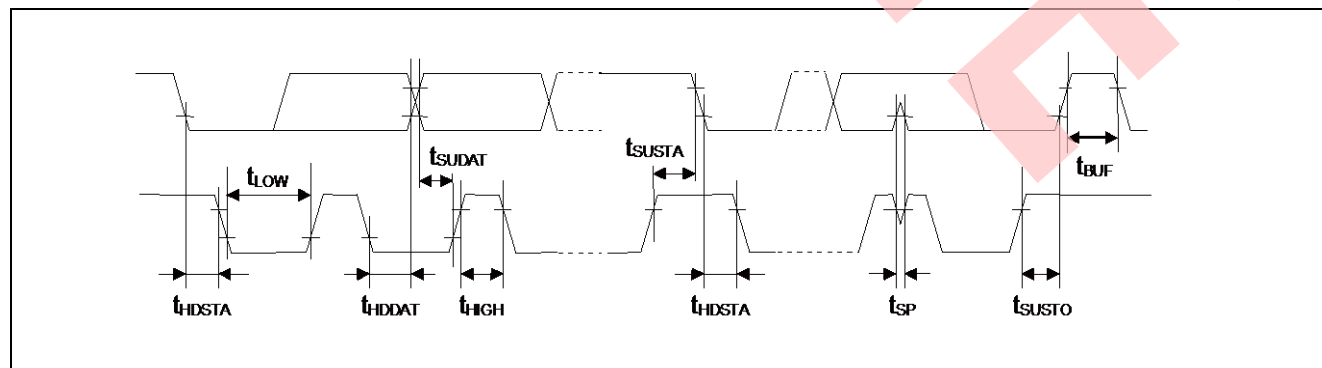 tSUDAT
tSUSTA
tBUF
tLOW
tHDSTA
tHDDAT
tHIGH
tHDSTA
tSP
tSUSTO